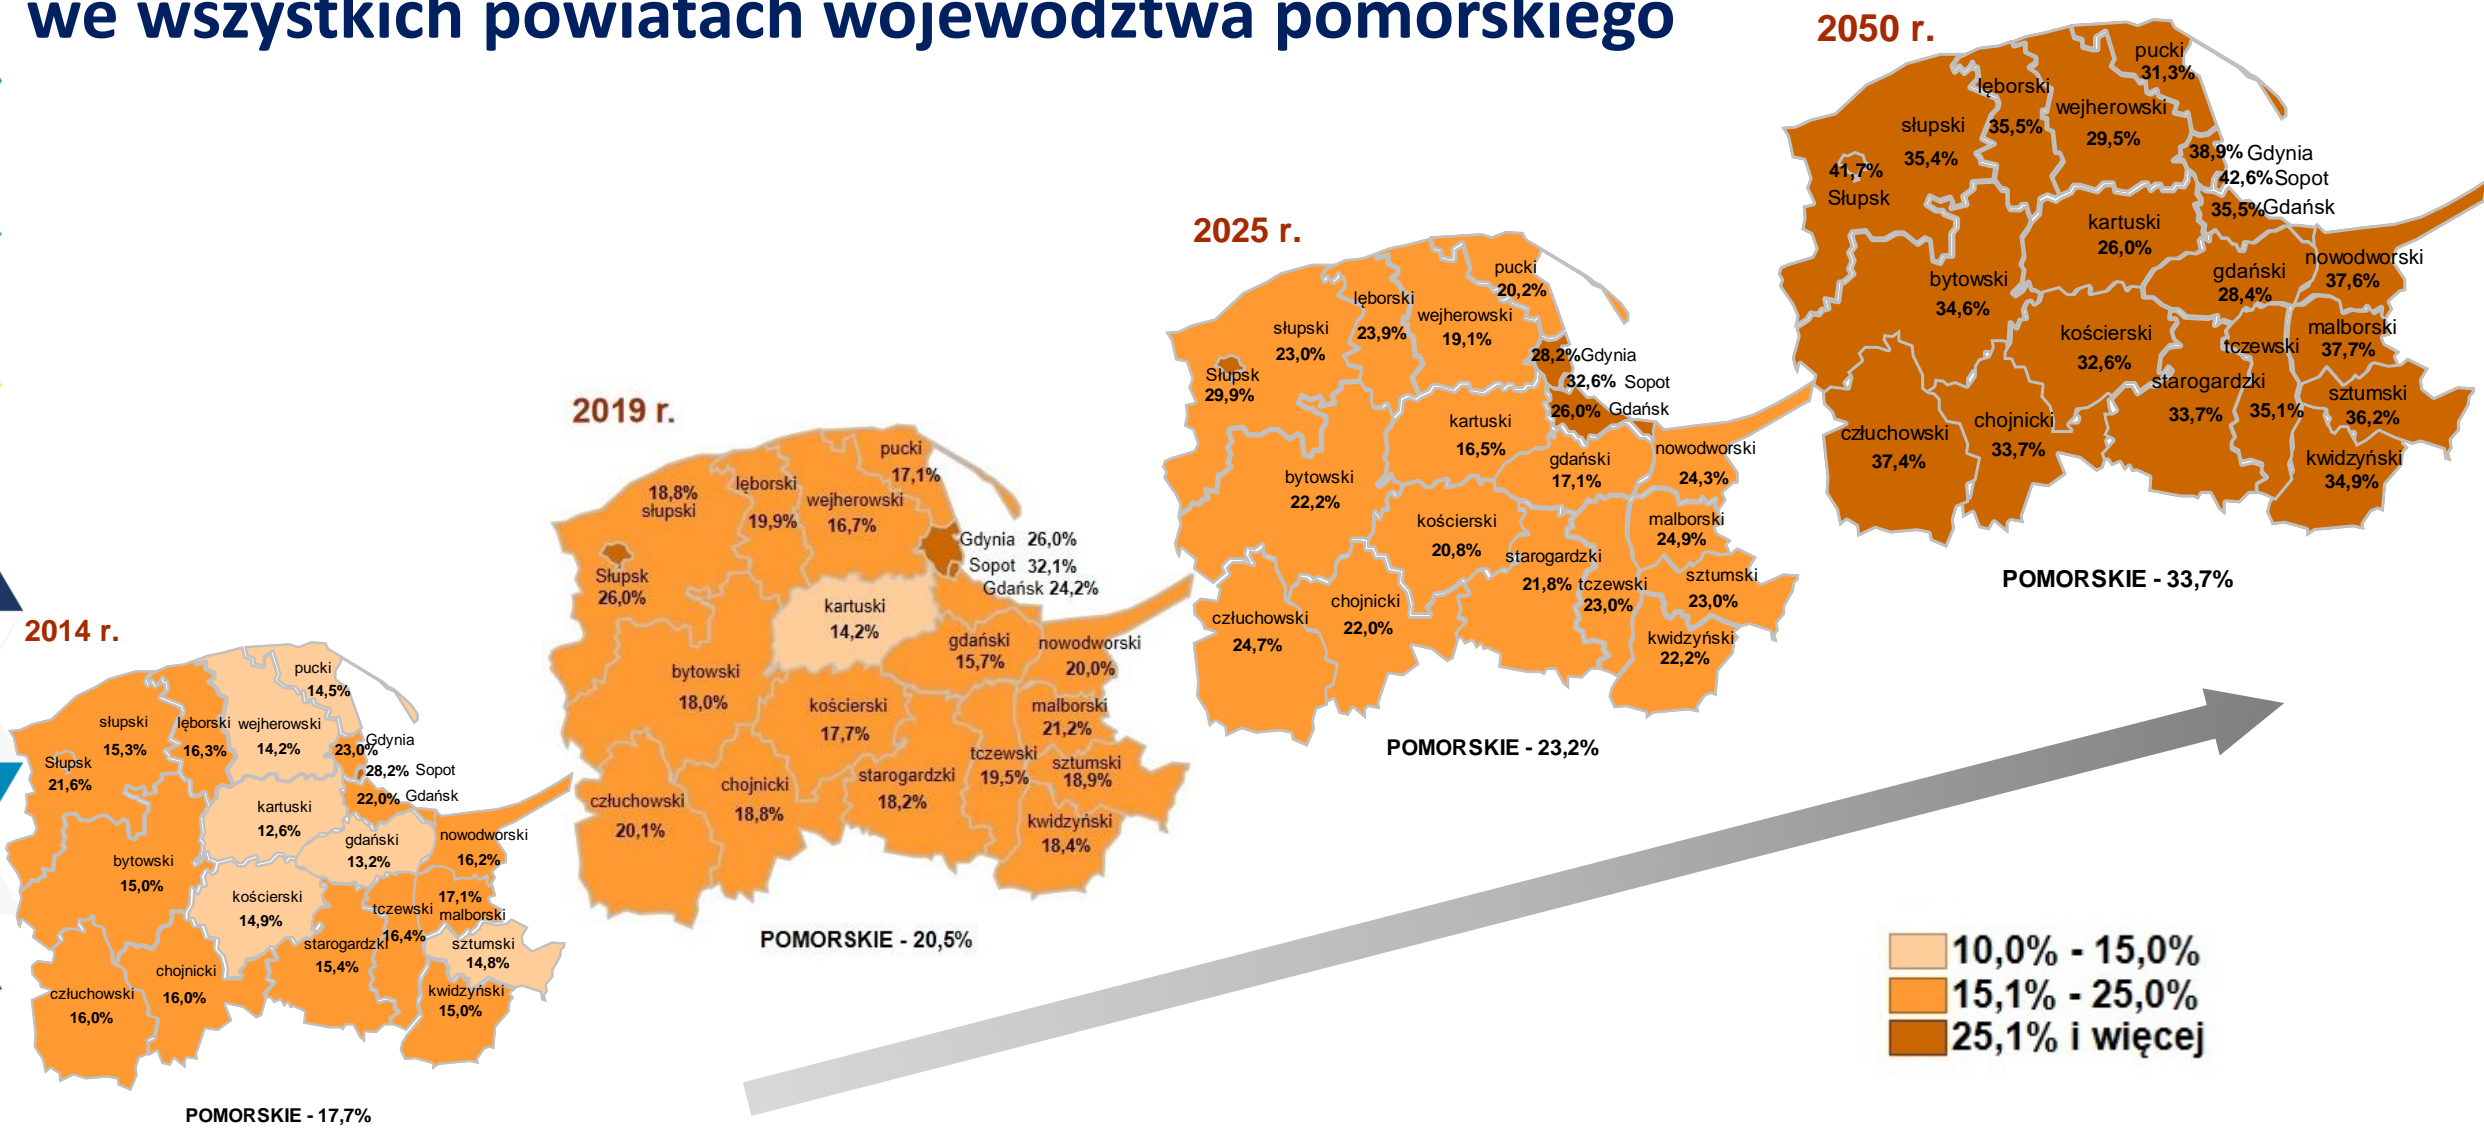 we wszystkich powiatach województwa pomorskiego
2014 r.
pucki
14,5%
słupski
15,3%
lęborski
16,3%
wejherowski
14,2%
Gdynia
23,0%
28,2% Sopot
22,0% Gdańsk
Słupsk
21,6%
kartuski
12,6%
gdański
13,2%
nowodworski
16,2%
bytowski
15,0%
kościerski
14,9%
17,1%
malborski
tczewski
16,4%
starogardzki
15,4%
sztumski
14,8%
chojnicki
16,0%
człuchowski
16,0%
kwidzyński
15,0%
POMORSKIE - 17,7%
2019 r.
pucki
17,1%
18,8%
słupski
lęborski
19,9%
wejherowski
16,7%
Gdynia 26,0%
Sopot 32,1%
Gdańsk 24,2%
Słupsk
26,0%
kartuski
14,2%
gdański
15,7%
nowodworski
20,0%
bytowski
18,0%
kościerski
17,7%
malborski
21,2%
tczewski
19,5%
sztumski
18,9%
starogardzki
18,2%
chojnicki
18,8%
człuchowski
20,1%
kwidzyński
18,4%
POMORSKIE - 20,5%
2025 r.
pucki
20,2%
lęborski
23,9%
wejherowski
19,1%
słupski
23,0%
28,2% Gdynia
32,6% Sopot
26,0% Gdańsk
Słupsk
29,9%
kartuski
16,5%
gdański
17,1%
nowodworski
24,3%
bytowski
22,2%
kościerski
20,8%
malborski
24,9%
starogardzki
21,8%
tczewski
23,0%
sztumski
23,0%
chojnicki
22,0%
człuchowski
24,7%
kwidzyński
22,2%
POMORSKIE - 23,2%
2050 r.
pucki
31,3%
lęborski
35,5%
wejherowski
29,5%
słupski
35,4%
38,9% Gdynia
42,6% Sopot
35,5% Gdańsk
41,7%
Słupsk
kartuski
26,0%
gdański
28,4%
nowodworski
37,6%
bytowski
34,6%
kościerski
32,6%
malborski
37,7%
tczewski
35,1%
starogardzki
33,7%
sztumski
36,2%
chojnicki
33,7%
człuchowski
37,4%
kwidzyński
34,9%
POMORSKIE - 33,7%
10,0% - 15,0%
15,1% - 25,0%
25,1% i więcej